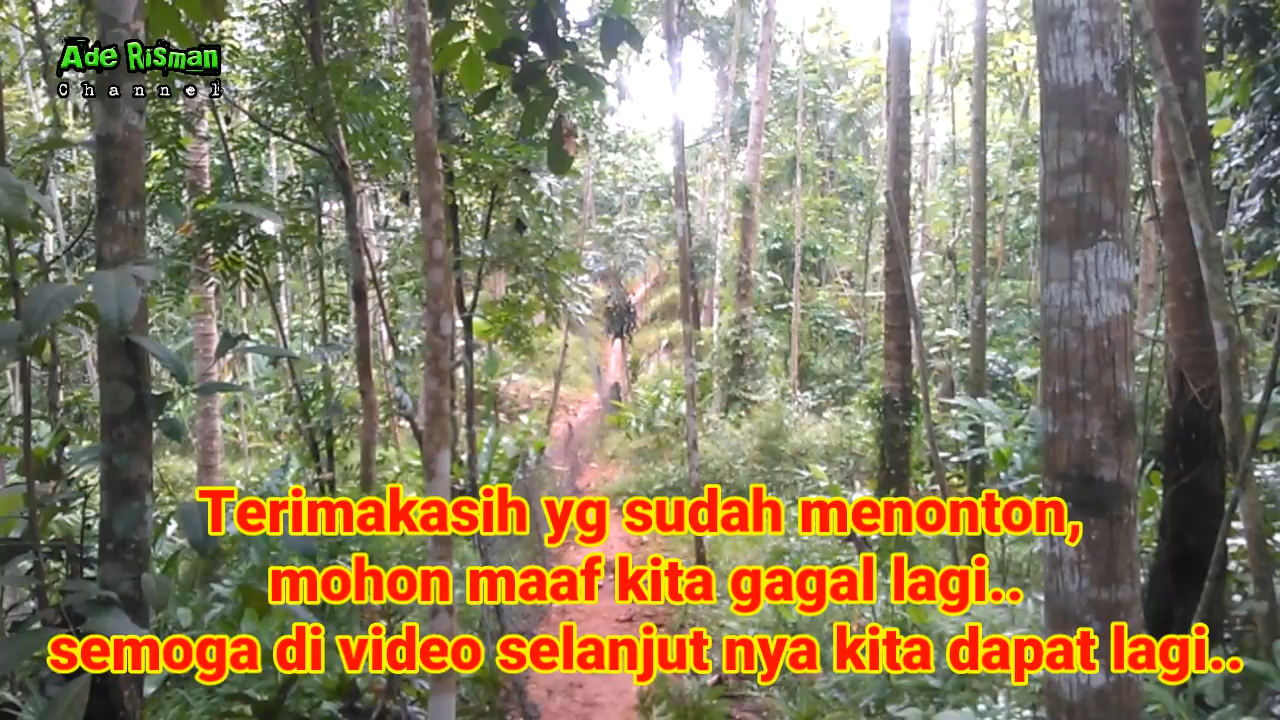 Ade Risman
Channel
Terimakasih yg sudah menonton,
mohon maaf kita gagal lagi..
semoga di video selanjut nya kita dapat lagi..